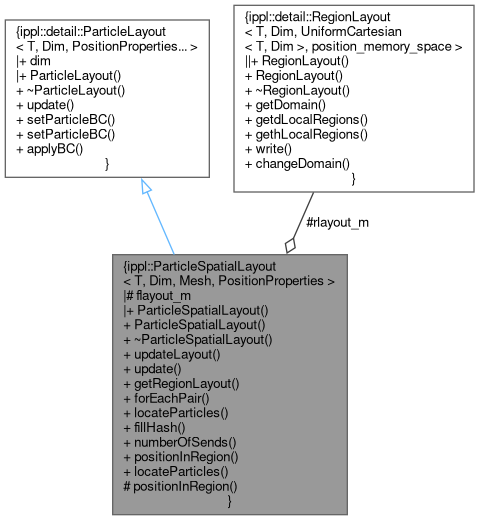 {ippl::detail::ParticleLayout
< T, Dim, PositionProperties... >
|+ dim
|+ ParticleLayout()
+ ~ParticleLayout()
+ update()
+ setParticleBC()
+ setParticleBC()
+ applyBC()
}
{ippl::detail::RegionLayout
< T, Dim, UniformCartesian
< T, Dim >, position_memory_space >
||+ RegionLayout()
+ RegionLayout()
+ ~RegionLayout()
+ getDomain()
+ getdLocalRegions()
+ gethLocalRegions()
+ write()
+ changeDomain()
}
#rlayout_m
{ippl::ParticleSpatialLayout
< T, Dim, Mesh, PositionProperties >
|# flayout_m
|+ ParticleSpatialLayout()
+ ParticleSpatialLayout()
+ ~ParticleSpatialLayout()
+ updateLayout()
+ update()
+ getRegionLayout()
+ forEachPair()
+ locateParticles()
+ fillHash()
+ numberOfSends()
+ positionInRegion()
+ locateParticles()
# positionInRegion()
}